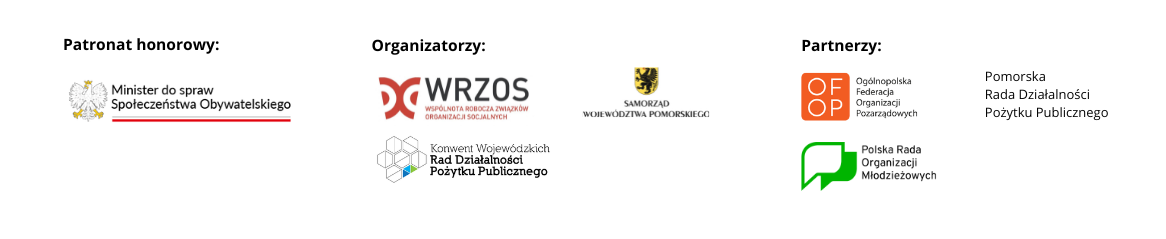 Patronat honorowy:
Minister do spraw
Społeczeństwa Obywatelskiego
Organizatorzy:
WRZOS
WSPÓLNOTA ROBOCZA ZWIĄZKÓW
ORGANIZACJI SOCJALNYCH
SAMORZĄD
WOJEWÓDZTWA POMORSKIEGO
Konwent Wojewódzkich
Rad Działalności
Pożytku Publicznego
Partnerzy:
OF
OP
Ogólnopolska
Federacja
Organizacji
Pozarządowych
Pomorska
Rada Działalności
Pożytku Publicznego
Polska Rada
Organizacji
Młodzieżowych